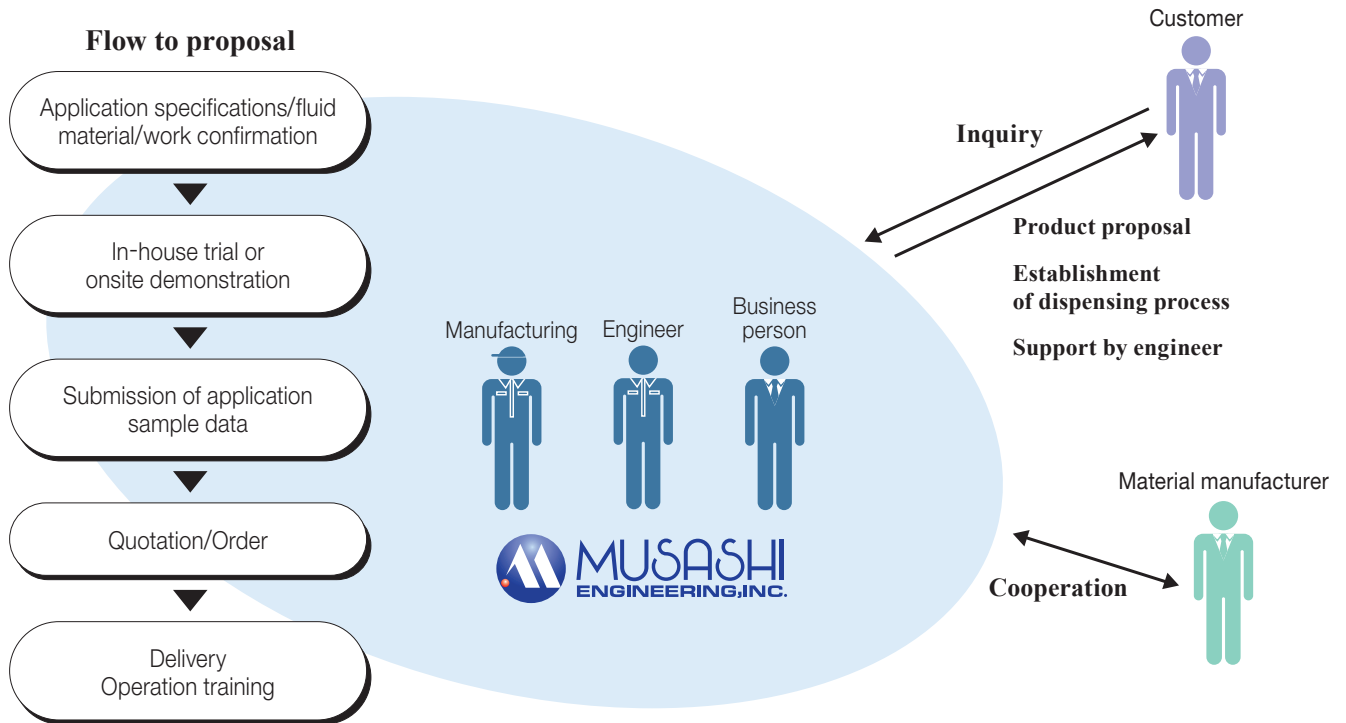 Flow to proposal
Application specifications/fluid
material/work confirmation
In-house trial or
onsite demonstration
Submission of application
sample data
Quotation/Order
Delivery
Operation training
Manufacturing
Engineer
Business
person
MUSASHI
ENGINEERING,INC.
Customer
Inquiry
Product proposal
Establishment
of dispensing process
Support by engineer
Material manufacturer
Cooperation